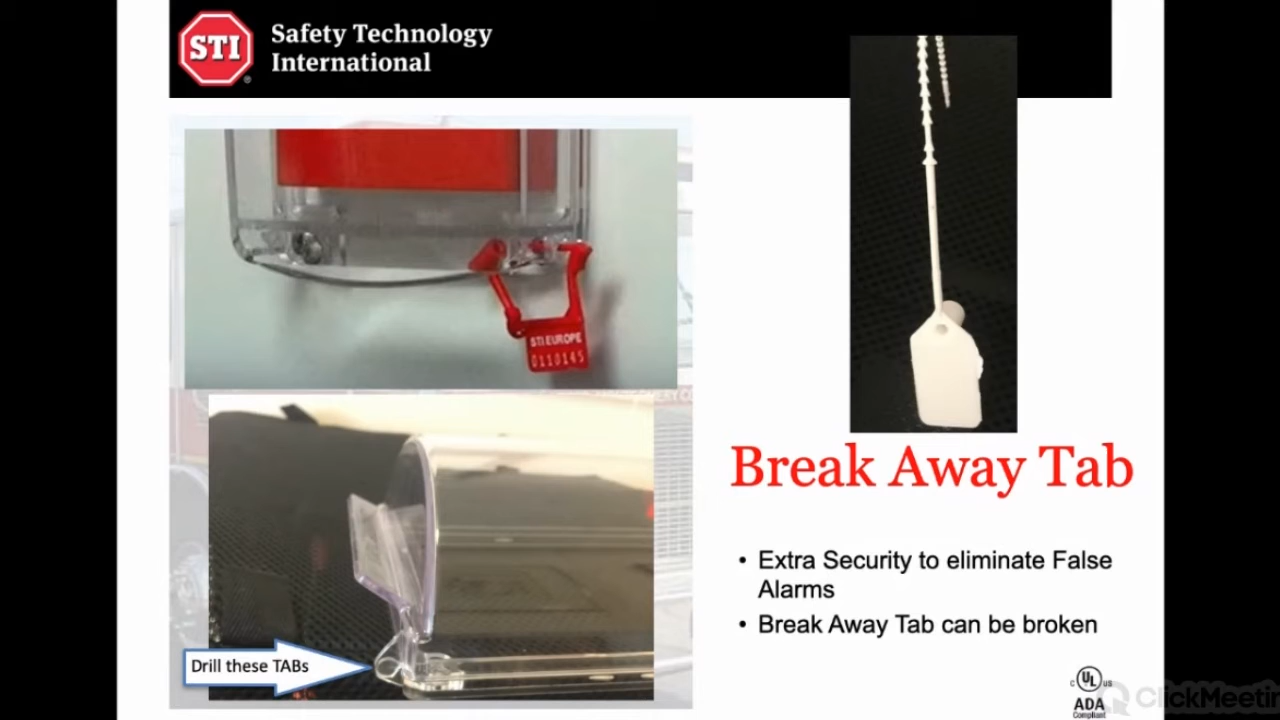 STI
Safety Technology
International
STI EUROPE
0110145
Break Away Tab
• Extra Security to eliminate False
Alarms
• Break Away Tab can be broken
Drill these TABs
C UL US
ADA
Compliant
ClickMeetin